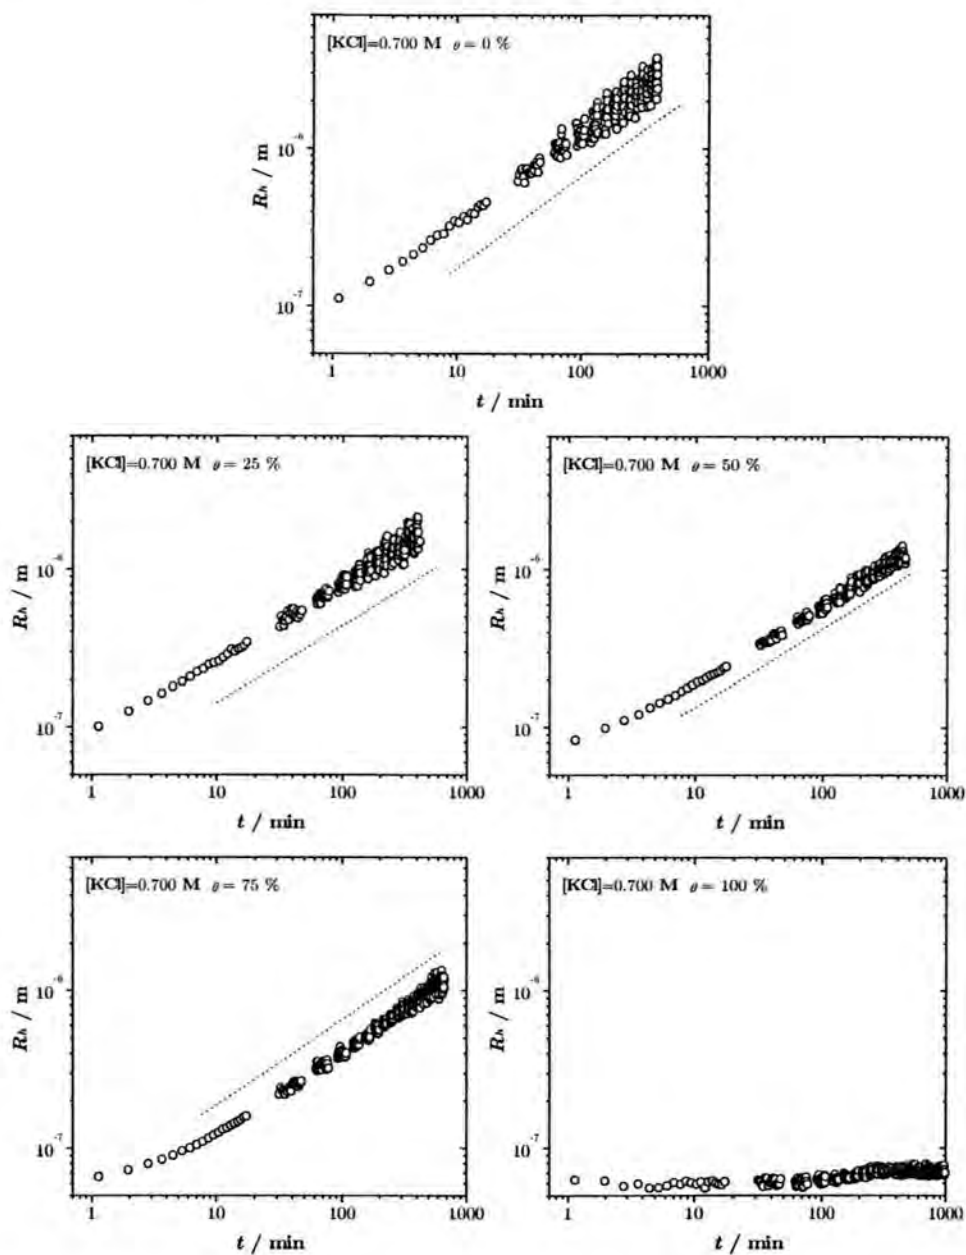 [KCl]=0.700 M θ = 0 %
10⁻⁶
10⁻⁷
Rₕ / m
1 10 100 1000
t / min
[KCl]=0.700 M θ = 25 %
10⁻⁶
10⁻⁷
Rₕ / m
1 10 100 1000
t / min
[KCl]=0.700 M θ = 50 %
10⁻⁶
10⁻⁷
Rₕ / m
1 10 100 1000
t / min
[KCl]=0.700 M θ = 75 %
10⁻⁶
10⁻⁷
Rₕ / m
1 10 100 1000
t / min
[KCl]=0.700 M θ = 100 %
10⁻⁶
10⁻⁷
Rₕ / m
1 10 100 1000
t / min